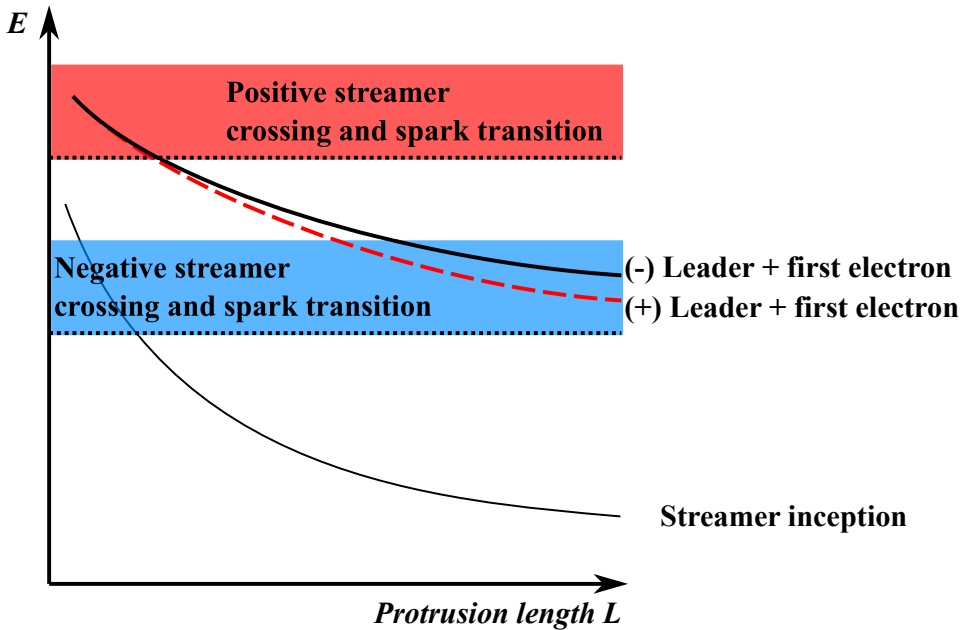 E
Positive streamer
crossing and spark transition
Negative streamer
crossing and spark transition
(-) Leader + first electron
(+) Leader + first electron
Streamer inception
Protrusion length L